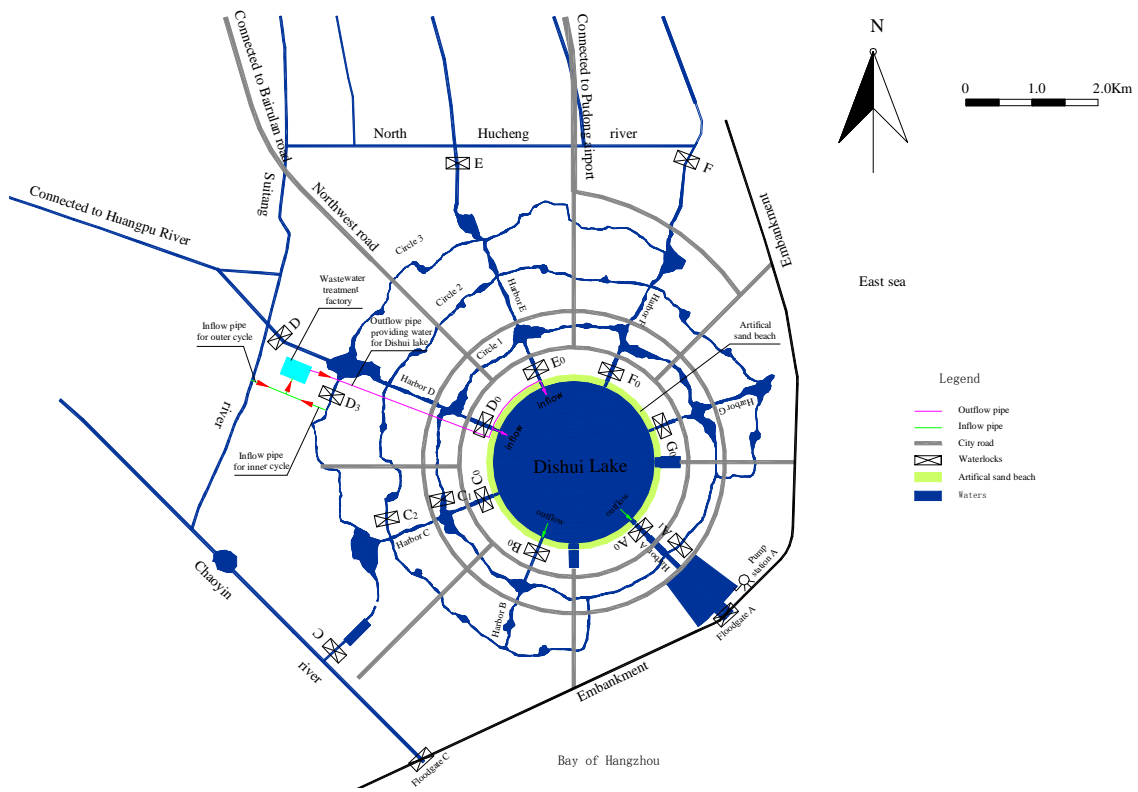 N
0 1.0 2.0Km
Connected to Bairulan road
Connected to Pudong airport
North Hucheng river
E
F
Suitang
river
Northwest road
Connected to Huangpu River
Embankment
East sea
Circle 3
Circle 2
Circle 1
Wastewater
treatment
factory
Inflow pipe
for outer cycle
Outflow pipe
providing water
for Dishui lake
Artifical
sand beach
D
Harbor E
Harbor F
Harbor D
Harbor G
E0
F0
D3
D0
G0
inflow
inflow
Dishui Lake
Inflow pipe
for inner cycle
C0
C1
C2
Harbor C
outflow
outflow
B0
A0
A1
Harbor A
Harbor B
Pump
station A
Floodgate A
Chaoyin
river
C
Embankment
Floodgate C
Bay of Hangzhou
Legend
Outflow pipe
Inflow pipe
City road
Waterlocks
Artifical sand beach
Waters